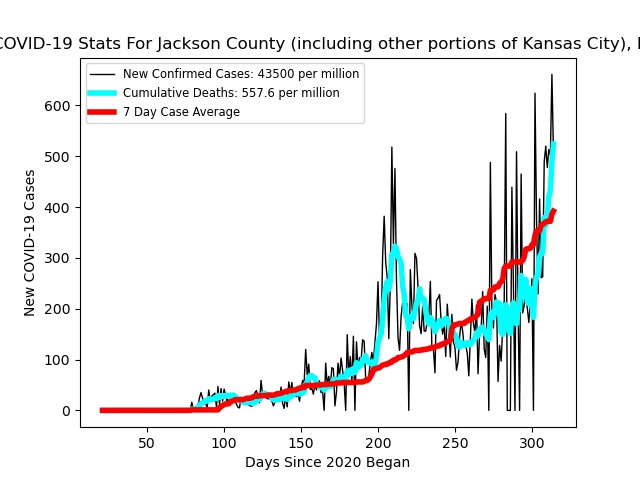 COVID-19 Stats For Jackson County (including other portions of Kansas City),
New Confirmed Cases: 43500 per million
Cumulative Deaths: 557.6 per million
7 Day Case Average
New COVID-19 Cases
600
500
400
300
200
100
0
50
100
150
200
250
300
Days Since 2020 Began